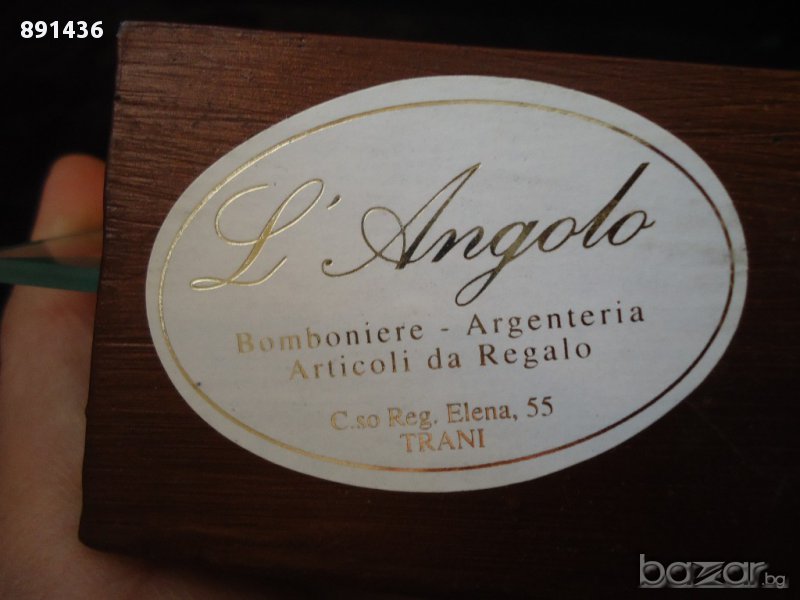 891436
L'Angolo
Bomboniere - Argenteria
Articoli da Regalo
C.so Reg. Elena, 55
TRANI
bazar.bg